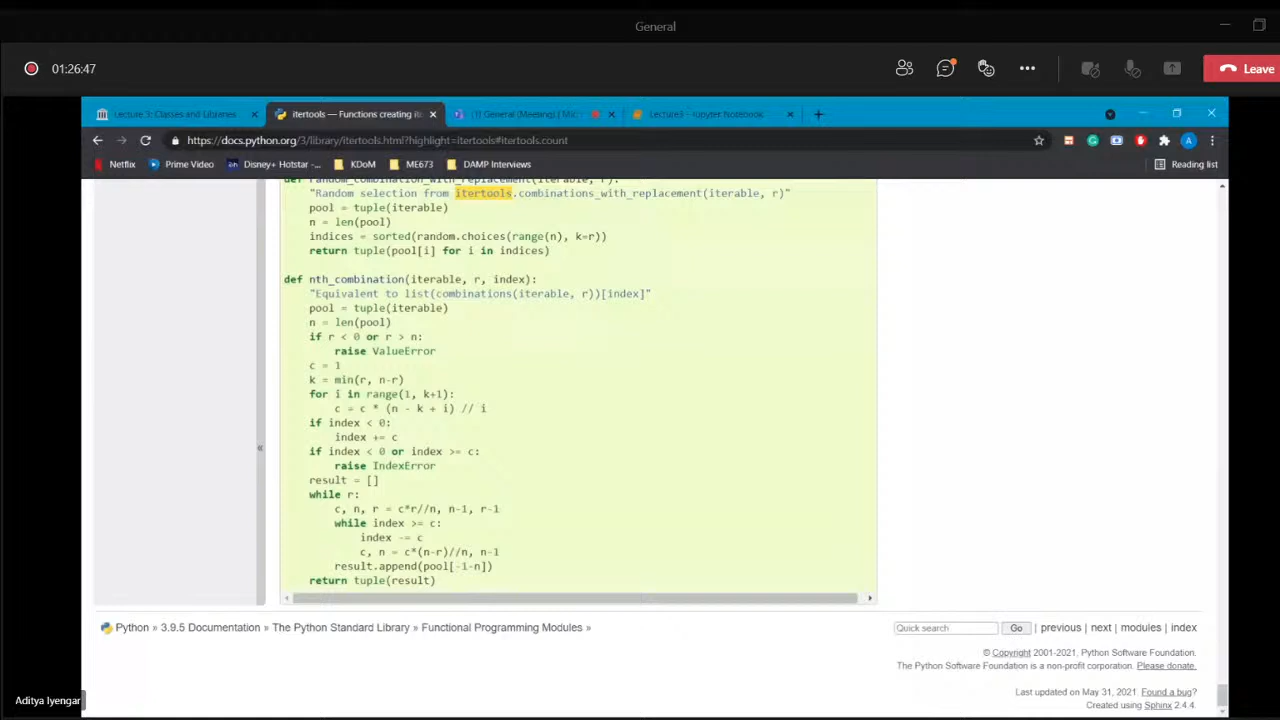 General
01:26:47
Leave
Lecture 3: Classes and Libraries
itertools — Functions creating it
(1) General (Meeting) | Mic
Lecture3 - Jupyter Notebook
https://docs.python.org/3/library/itertools.html?highlight=itertools#itertools.count
Netflix
Prime Video
Disney+ Hotstar -...
KDoM
ME673
DAMP Interviews
Reading list
def random_combination_with_replacement(iterable, r):
"Random selection from itertools.combinations_with_replacement(iterable, r)"
pool = tuple(iterable)
n = len(pool)
indices = sorted(random.choices(range(n), k=r))
return tuple(pool[i] for i in indices)
def nth_combination(iterable, r, index):
"Equivalent to list(combinations(iterable, r))[index]"
pool = tuple(iterable)
n = len(pool)
if r < 0 or r > n:
raise ValueError
c = 1
k = min(r, n-r)
for i in range(1, k+1):
c = c * (n - k + i) // i
if index < 0:
index += c
if index < 0 or index >= c:
raise IndexError
result = []
while r:
c, n, r = c*r//n, n-1, r-1
while index >= c:
index -= c
c, n = c*(n-r)//n, n-1
result.append(pool[-1-n])
return tuple(result)
«
Python » 3.9.5 Documentation » The Python Standard Library » Functional Programming Modules »
Quick search Go | previous | next | modules | index
© Copyright 2001-2021, Python Software Foundation.
The Python Software Foundation is a non-profit corporation. Please donate.
Last updated on May 31, 2021. Found a bug?
Created using Sphinx 2.4.4.
Aditya Iyengar